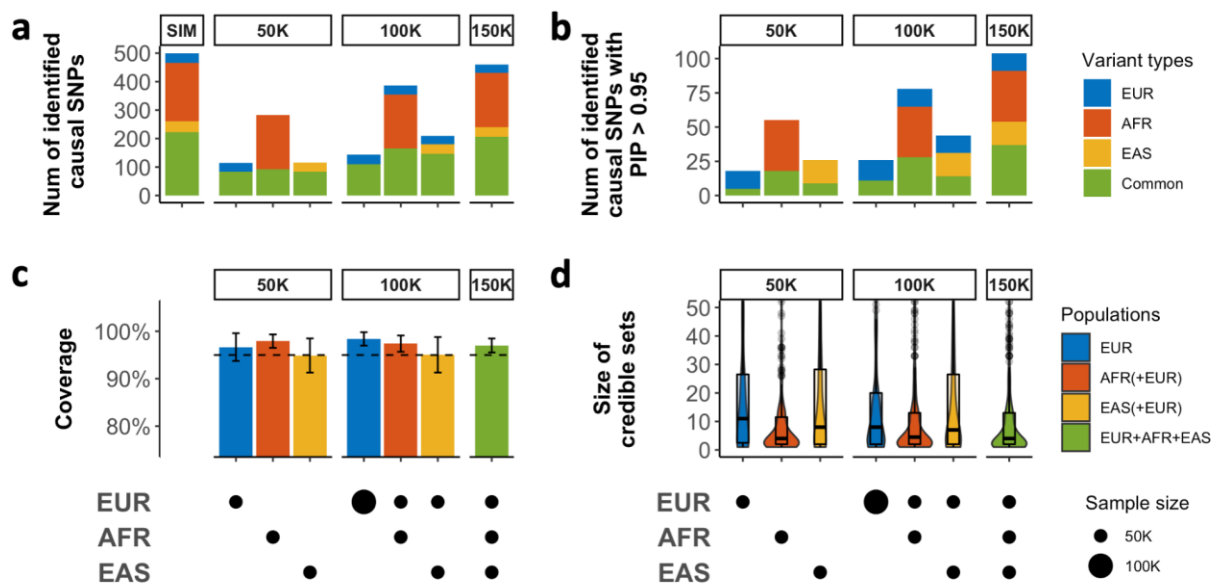 a
SIM 50K 100K 150K
Num of identified
causal SNPs
500
400
300
200
100
0
b
50K 100K 150K
Num of identified
causal SNPs with
PIP > 0.95
100
75
50
25
0
Variant types
EUR
AFR
EAS
Common
c
50K 100K 150K
Coverage
100%
90%
80%
d
50K 100K 150K
Size of
credible sets
50
40
30
20
10
0
Populations
EUR
AFR(+EUR)
EAS(+EUR)
EUR+AFR+EAS
EUR
AFR
EAS
EUR
AFR
EAS
Sample size
50K
100K